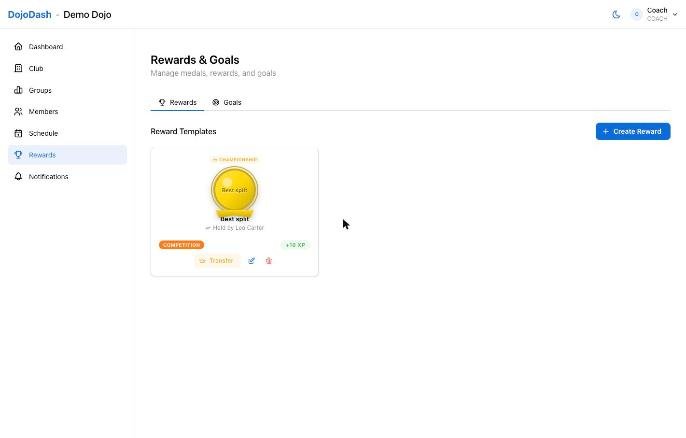 DojoDash - Demo Dojo
Coach
COACH
Dashboard
Club
Groups
Members
Schedule
Rewards
Notifications
Rewards & Goals
Manage medals, rewards, and goals
Rewards
Goals
Reward Templates
+ Create Reward
CHAMPIONSHIP
Best split
Best split
Held by Leo Carter
COMPETITION
+10 XP
Transfer